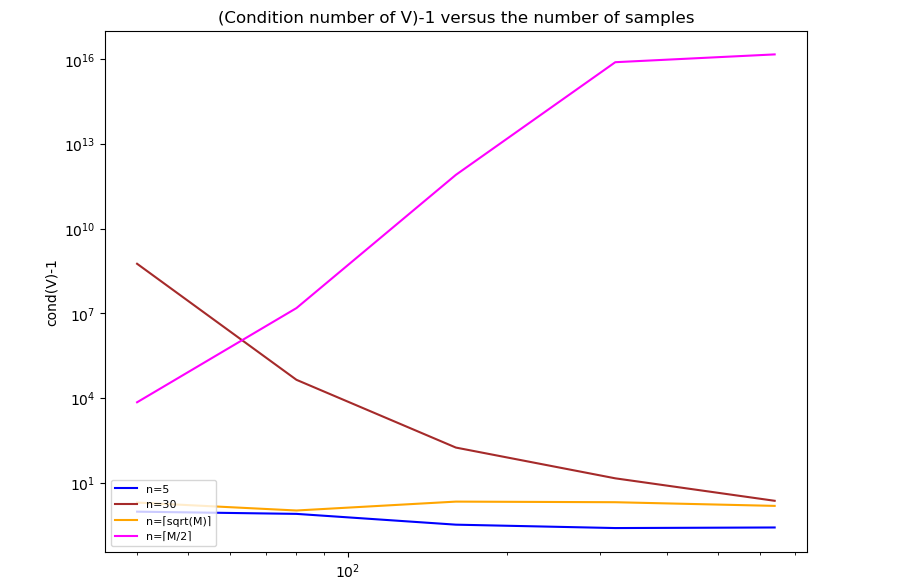 (Condition number of V)-1 versus the number of samples
10^16
10^13
10^10
10^7
10^4
10^1
cond(V)-1
n=5
n=30
n=⌈sqrt(M)⌉
n=⌈M/2⌉
10^2